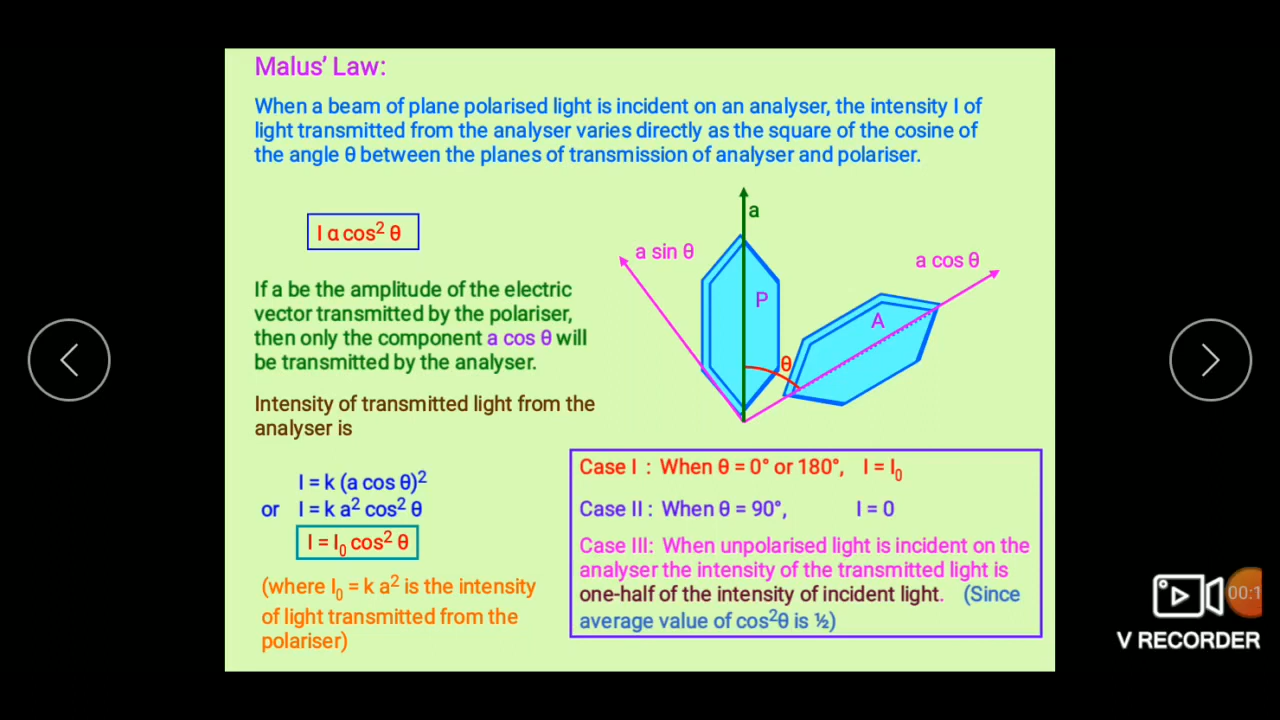 Malus’ Law:
When a beam of plane polarised light is incident on an analyser, the intensity I of
light transmitted from the analyser varies directly as the square of the cosine of
the angle θ between the planes of transmission of analyser and polariser.
I α cos² θ
If a be the amplitude of the electric
vector transmitted by the polariser,
then only the component a cos θ will
be transmitted by the analyser.
Intensity of transmitted light from the
analyser is
I = k (a cos θ)²
or I = k a² cos² θ
I = I₀ cos² θ
(where I₀ = k a² is the intensity
of light transmitted from the
polariser)
a
a sin θ
a cos θ
P
A
θ
Case I : When θ = 0° or 180°, I = I₀
Case II : When θ = 90°, I = 0
Case III: When unpolarised light is incident on the
analyser the intensity of the transmitted light is
one-half of the intensity of incident light. (Since
average value of cos²θ is ½)
00:1
V RECORDER